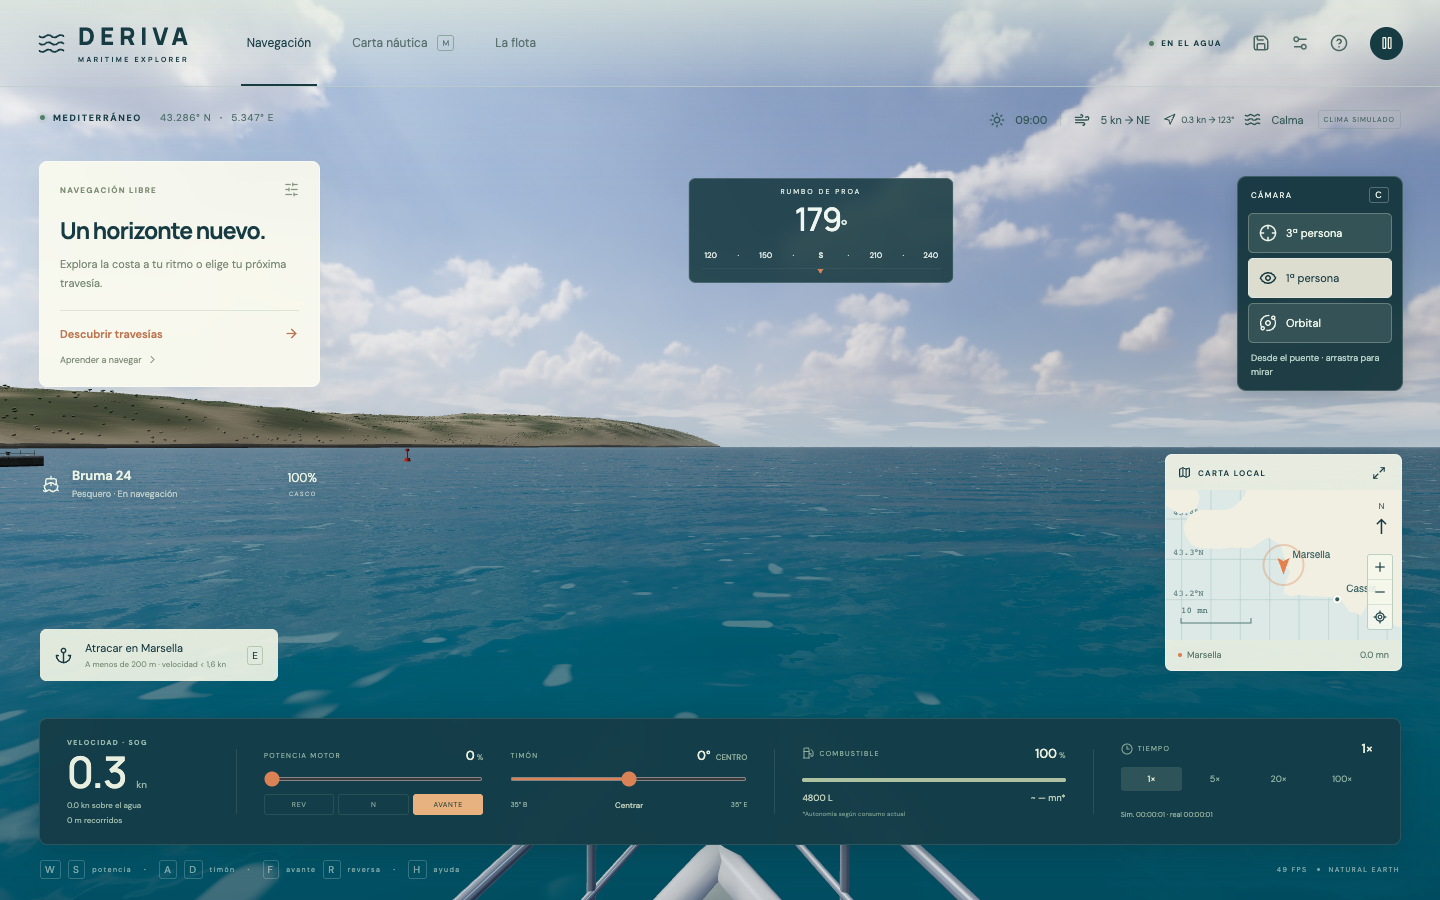 DERIVA
MARITIME EXPLORER
Navegación
Carta náutica M
La flota
EN EL AGUA
MEDITERRÁNEO 43.286° N · 5.347° E
09:00
5 kn → NE
0.3 kn → 123°
Calma
CLIMA SIMULADO
NAVEGACIÓN LIBRE
Un horizonte nuevo.
Explora la costa a tu ritmo o elige tu próxima
travesía.
Descubrir travesías →
Aprender a navegar
RUMBO DE PROA
179°
120 · 150 · S · 210 · 240
CÁMARA C
3ª persona
1ª persona
Orbital
Desde el puente · arrastra para
mirar
Bruma 24
Pesquero · En navegación
100%
CASCO
CARTA LOCAL
N
43.3°N
Marsella
43.2°N
10 mn
Marsella 0.0 mn
Atracar en Marsella
A menos de 200 m · velocidad < 1,6 kn
E
VELOCIDAD · SOG
0.3 kn
0.0 kn sobre el agua
0 m recorridos
POTENCIA MOTOR 0 %
REV N AVANTE
TIMÓN 0° CENTRO
35° B Centrar 35° E
COMBUSTIBLE 100 %
4800 L ~ — mn*
*Autonomía según consumo actual
TIEMPO 1×
1× 5× 20× 100×
Sim. 00:00:01 · real 00:00:01
W S potencia · A D timón · F avante R reversa · H ayuda
49 FPS • NATURAL EARTH